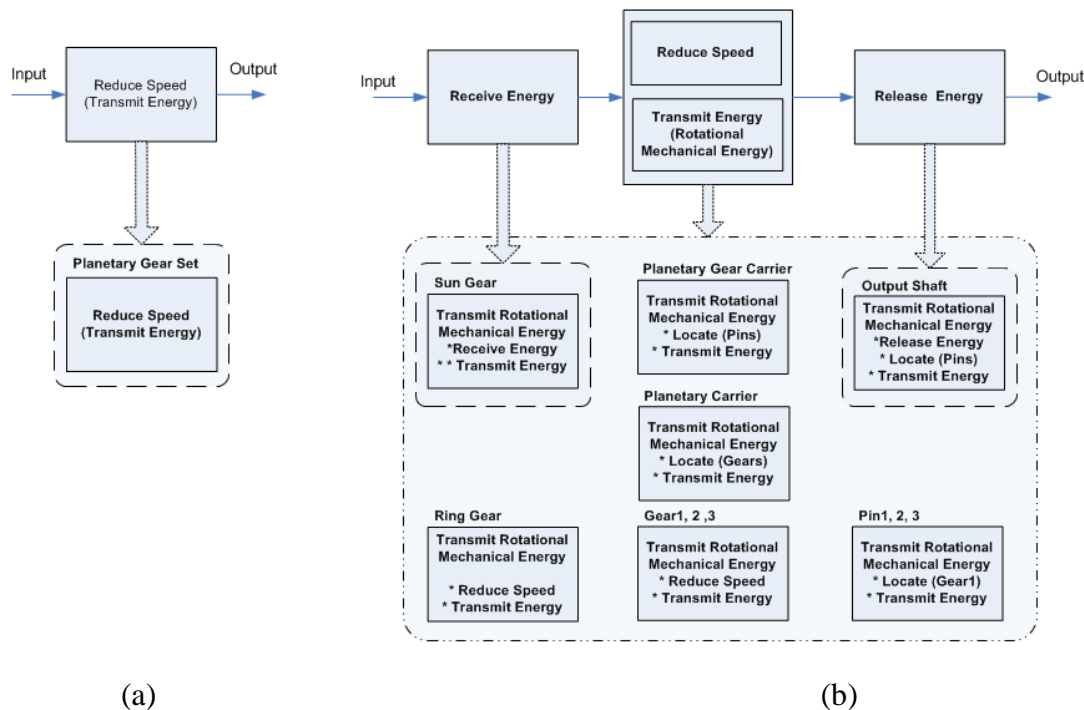 Input
Reduce Speed
(Transmit Energy)
Output
Planetary Gear Set
Reduce Speed
(Transmit Energy)
(a)
Input
Receive Energy
Reduce Speed
Transmit Energy
(Rotational
Mechanical Energy)
Release Energy
Output
Sun Gear
Transmit Rotational
Mechanical Energy
*Receive Energy
* * Transmit Energy
Planetary Gear Carrier
Transmit Rotational
Mechanical Energy
* Locate (Pins)
* Transmit Energy
Output Shaft
Transmit Rotational
Mechanical Energy
*Release Energy
* Locate (Pins)
* Transmit Energy
Planetary Carrier
Transmit Rotational
Mechanical Energy
* Locate (Gears)
* Transmit Energy
Ring Gear
Transmit Rotational
Mechanical Energy
* Reduce Speed
* Transmit Energy
Gear1, 2 ,3
Transmit Rotational
Mechanical Energy
* Reduce Speed
* Transmit Energy
Pin1, 2, 3
Transmit Rotational
Mechanical Energy
* Locate (Gear1)
* Transmit Energy
(b)